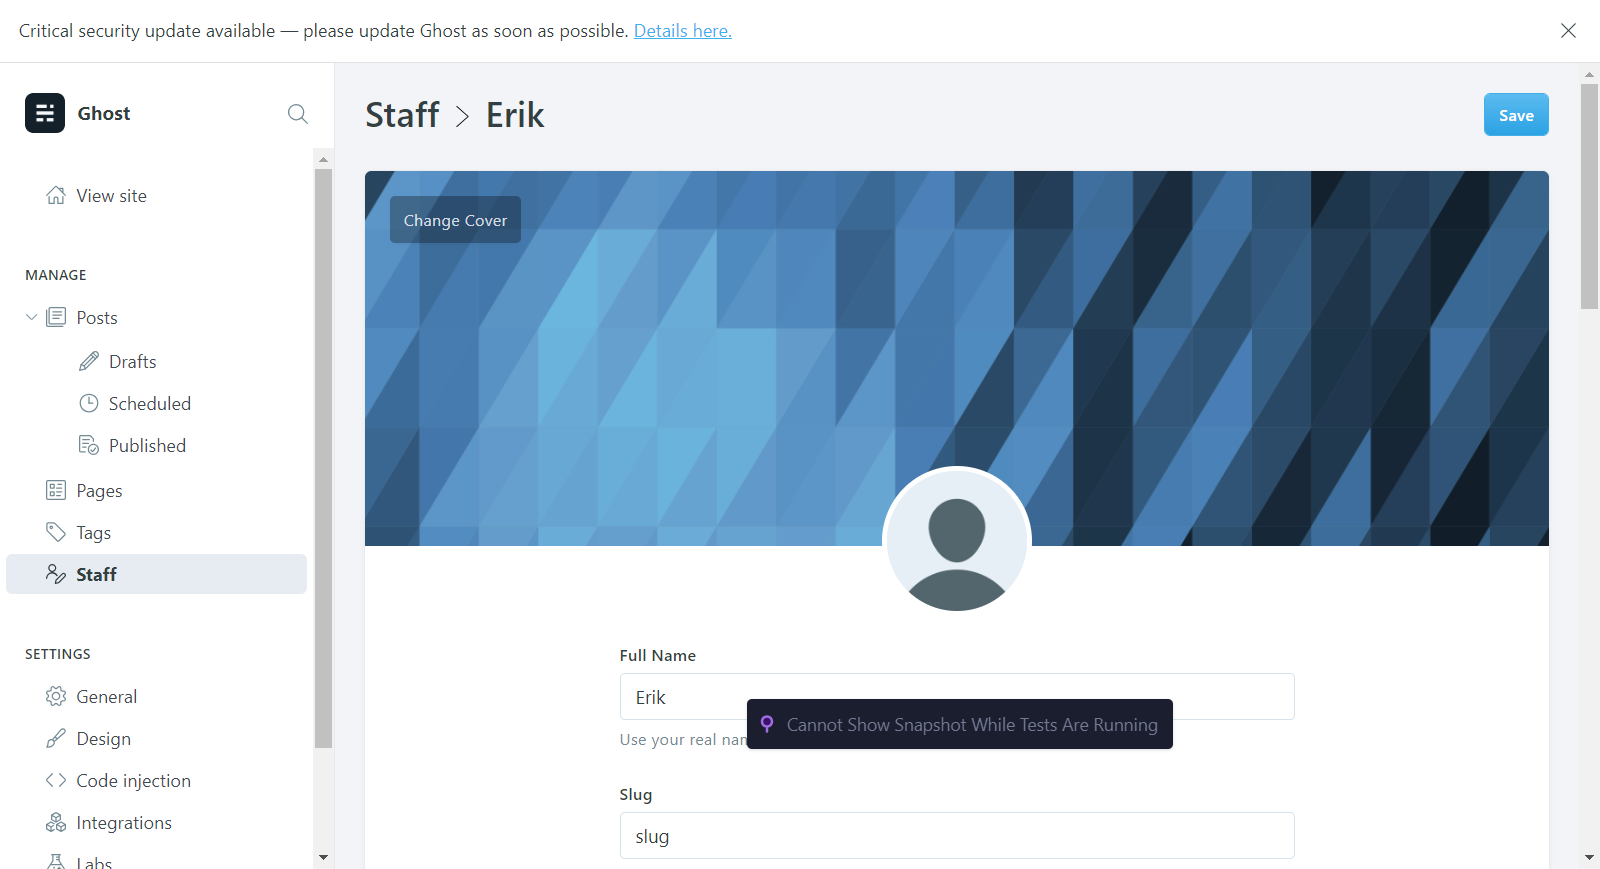 Critical security update available — please update Ghost as soon as possible. Details here.
Ghost
View site
MANAGE
Posts
Drafts
Scheduled
Published
Pages
Tags
Staff
SETTINGS
General
Design
Code injection
Integrations
Labs
Staff > Erik
Save
Change Cover
Full Name
Erik
Use your real
Cannot Show Snapshot While Tests Are Running
Slug
slug